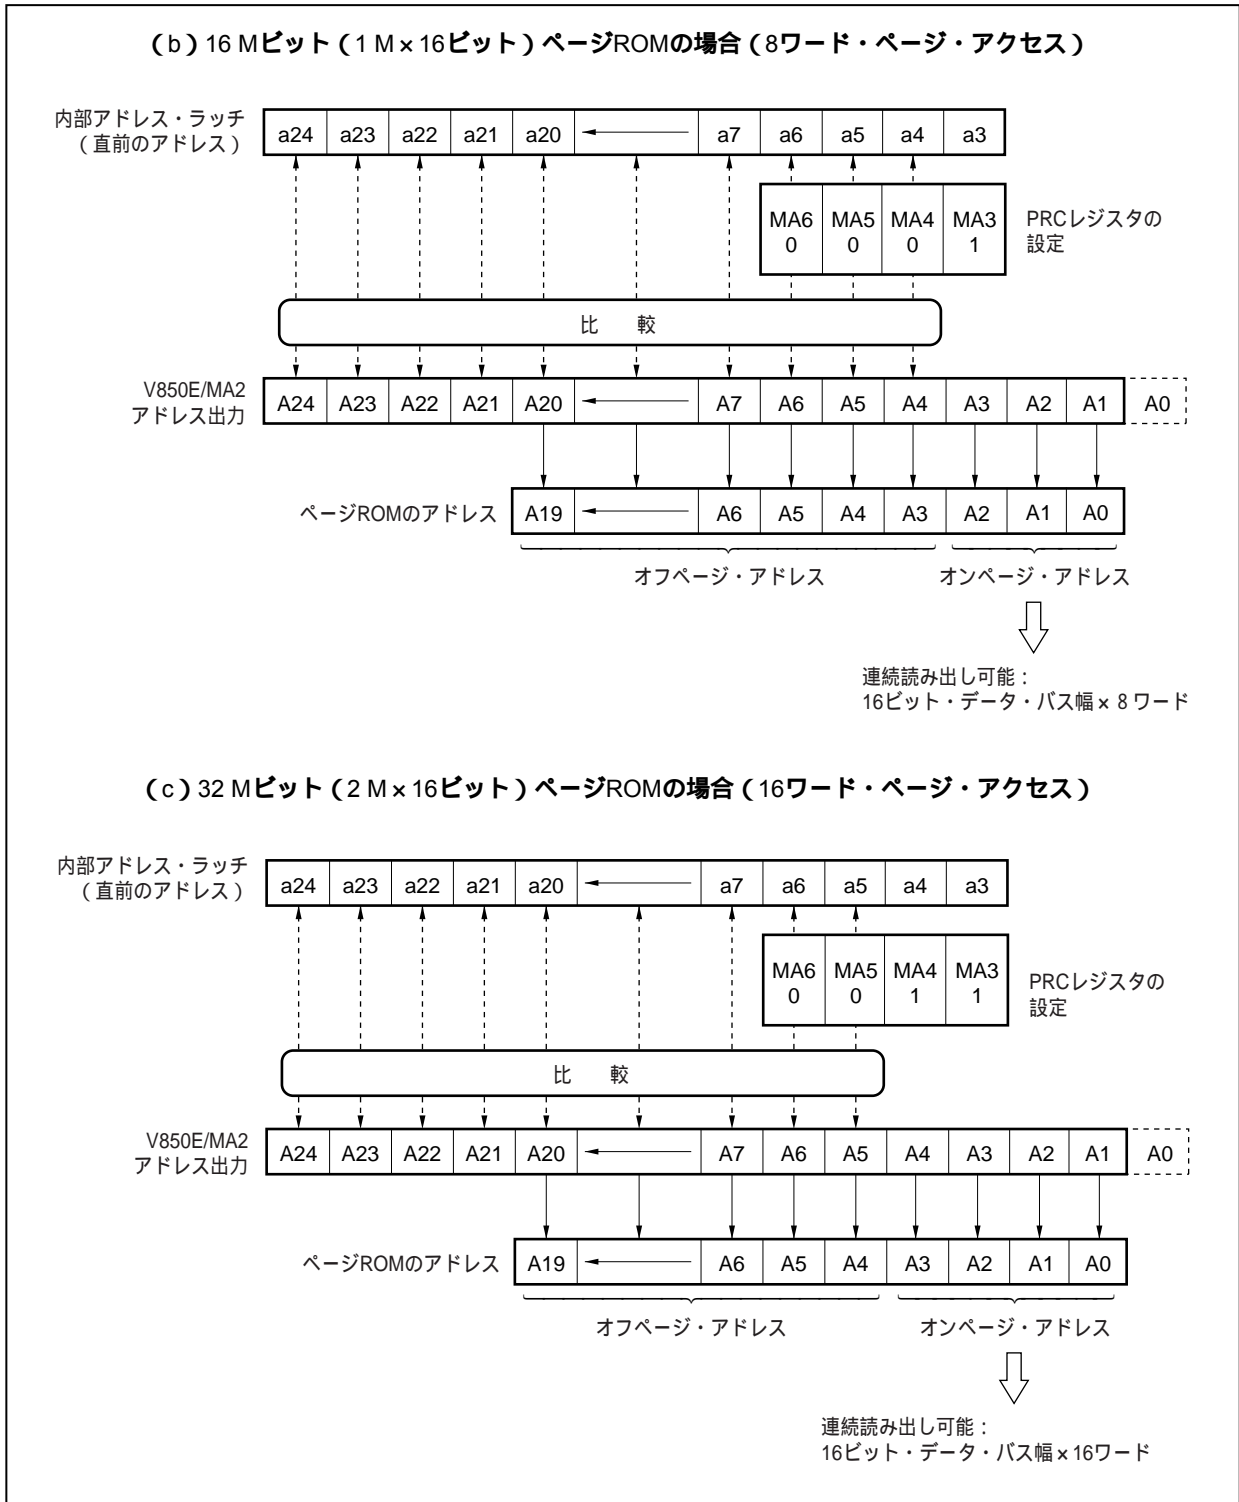 (b) 16 Mビット (1 M×16ビット) ページROMの場合 (8ワード・ページ・アクセス)
内部アドレス・ラッチ
(直前のアドレス)
a24 a23 a22 a21 a20 a7 a6 a5 a4 a3
MA6 MA5 MA4 MA3
0 0 0 1
PRCレジスタの
設定
比 較
V850E/MA2
アドレス出力
A24 A23 A22 A21 A20 A7 A6 A5 A4 A3 A2 A1 A0
ページROMのアドレス
A19 A6 A5 A4 A3 A2 A1 A0
オフページ・アドレス オンページ・アドレス
連続読み出し可能:
16ビット・データ・バス幅×8ワード
(c) 32 Mビット (2 M×16ビット) ページROMの場合 (16ワード・ページ・アクセス)
内部アドレス・ラッチ
(直前のアドレス)
a24 a23 a22 a21 a20 a7 a6 a5 a4 a3
MA6 MA5 MA4 MA3
0 0 1 1
PRCレジスタの
設定
比 較
V850E/MA2
アドレス出力
A24 A23 A22 A21 A20 A7 A6 A5 A4 A3 A2 A1 A0
ページROMのアドレス
A19 A6 A5 A4 A3 A2 A1 A0
オフページ・アドレス オンページ・アドレス
連続読み出し可能:
16ビット・データ・バス幅×16ワード